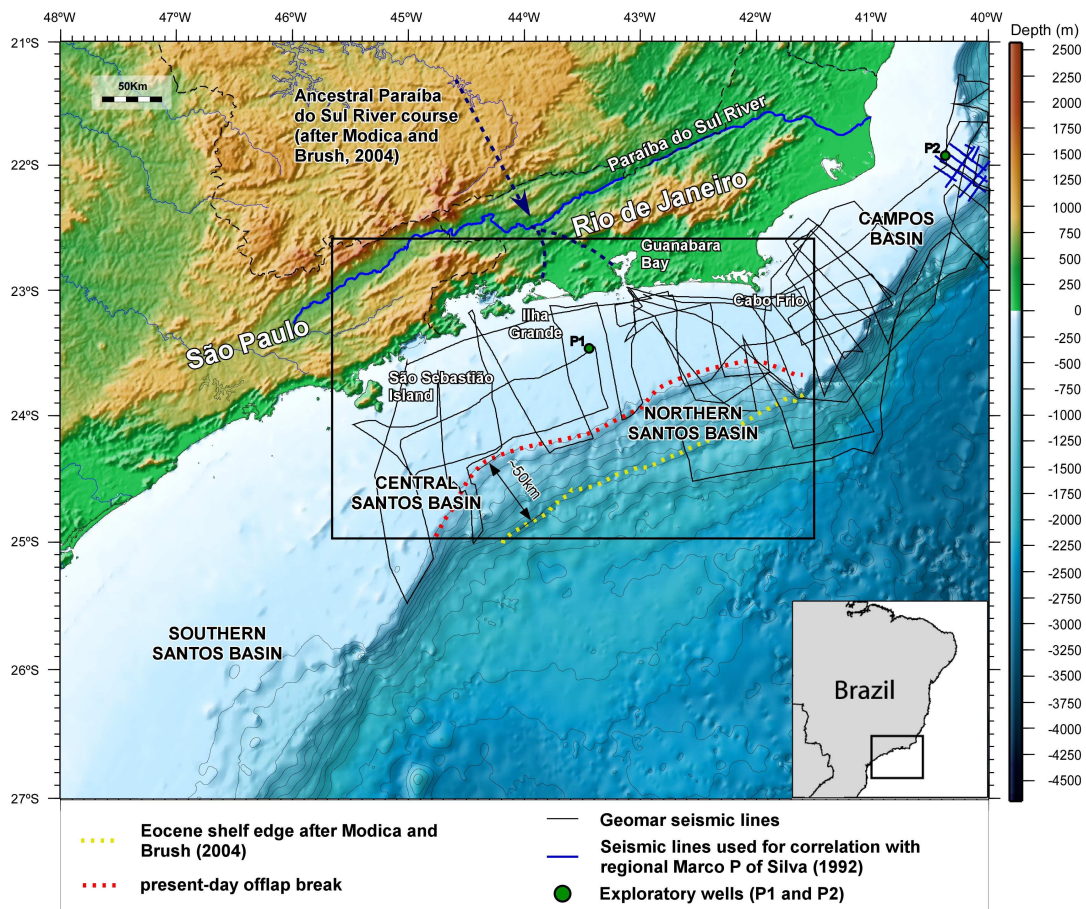 48°W 47°W 46°W 45°W 44°W 43°W 42°W 41°W 40°W
21°S
22°S
23°S
24°S
25°S
26°S
27°S
50Km
Ancestral Paraíba
do Sul River course
(after Modica and
Brush, 2004)
Paraíba do Sul River
P2
Rio de Janeiro
CAMPOS
BASIN
Guanabara
Bay
Cabo Frio
Ilha
Grande
P1
São Paulo
São Sebastião
Island
NORTHERN
SANTOS BASIN
~50km
CENTRAL
SANTOS BASIN
SOUTHERN
SANTOS BASIN
Brazil
Depth (m)
2500
2250
2000
1750
1500
1250
1000
750
500
250
0
-250
-500
-750
-1000
-1250
-1500
-1750
-2000
-2250
-2500
-2750
-3000
-3250
-3500
-3750
-4000
-4250
-4500
Eocene shelf edge after Modica and
Brush (2004)
present-day offlap break
Geomar seismic lines
Seismic lines used for correlation with
regional Marco P of Silva (1992)
Exploratory wells (P1 and P2)